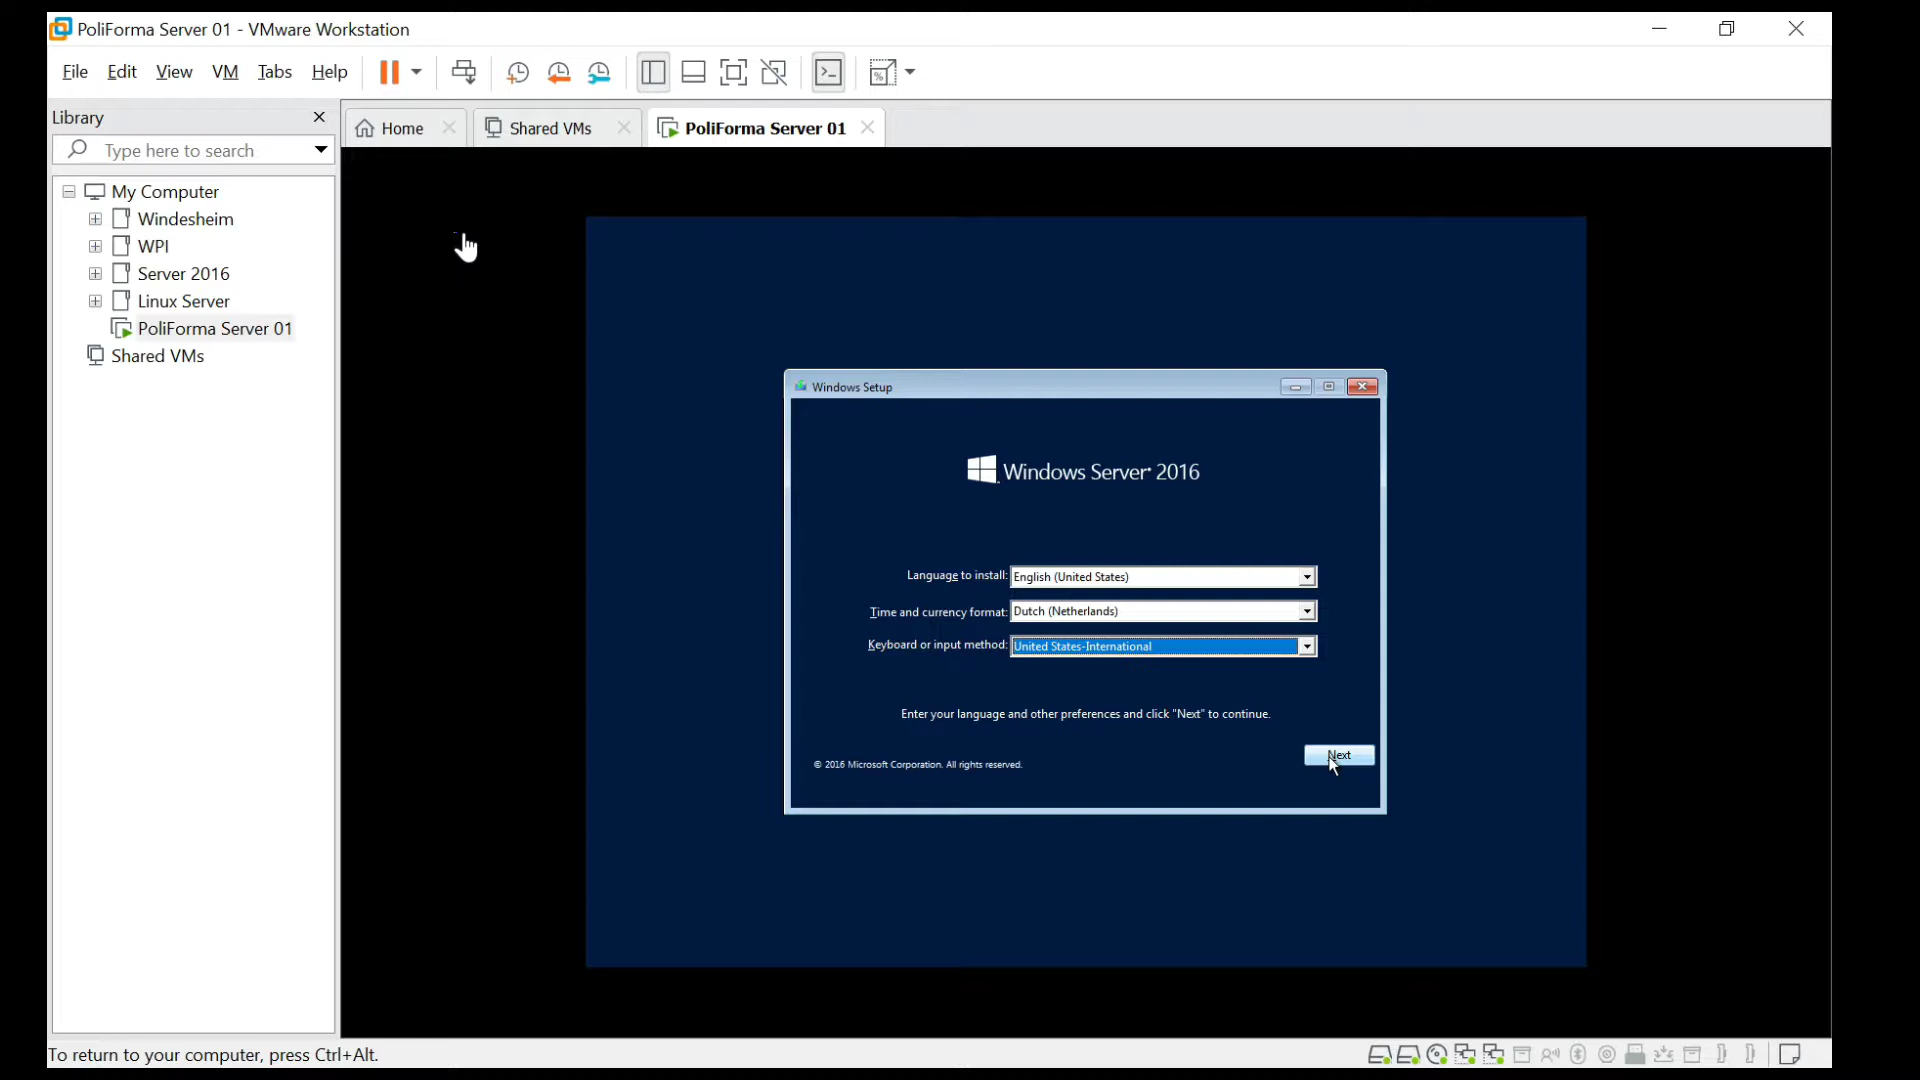 PoliForma Server 01 - VMware Workstation
File Edit View VM Tabs Help
Library
Type here to search
Home
Shared VMs
PoliForma Server 01
My Computer
Windesheim
WPI
Server 2016
Linux Server
PoliForma Server 01
Shared VMs
Windows Setup
Windows Server® 2016
Language to install: English (United States)
Time and currency format: Dutch (Netherlands)
Keyboard or input method: United States-International
Enter your language and other preferences and click "Next" to continue.
Next
© 2016 Microsoft Corporation. All rights reserved.
To return to your computer, press Ctrl+Alt.